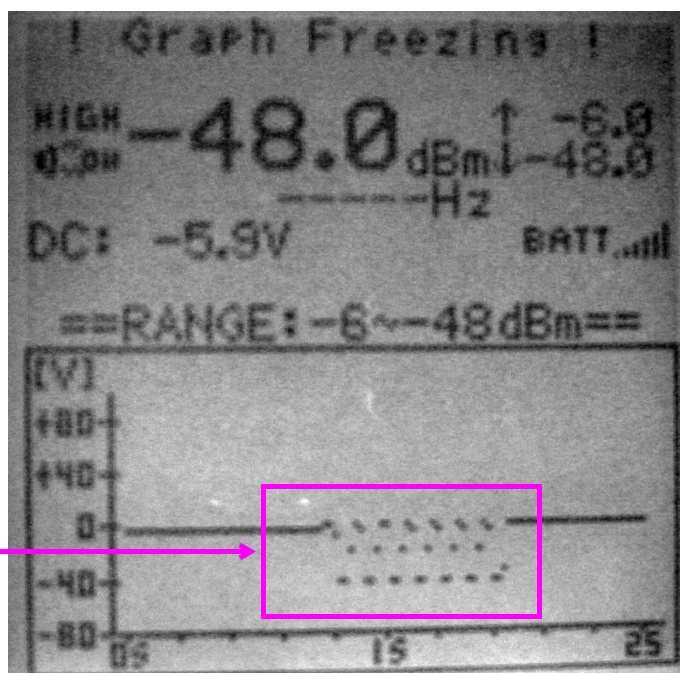 ! Graph Freezing !
HIGH -48.0 dBm ↑ -6.0
↓-48.0
-----Hz
DC: -5.9V BATT
==RANGE:-6~-48dBm==
[V]
+80
+40
0
-40
-80
05 15 25